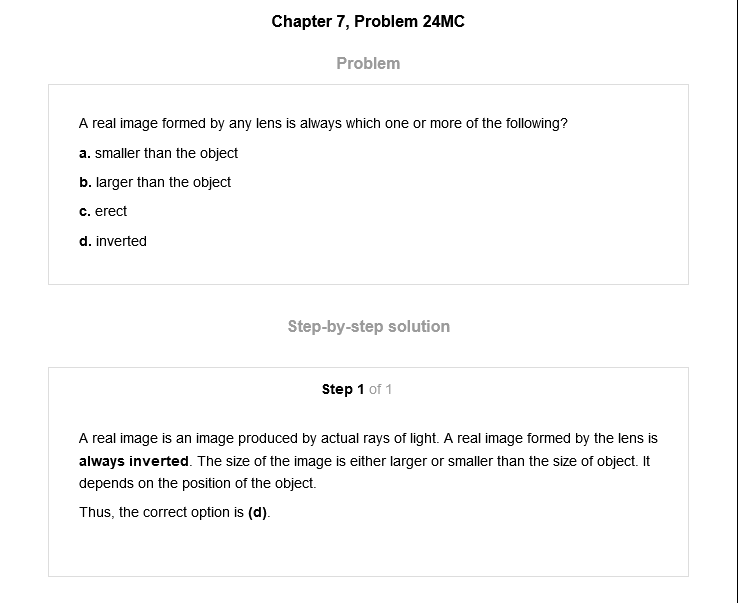 Chapter 7, Problem 24MC
Problem
A real image formed by any lens is always which one or more of the following?
a. smaller than the object
b. larger than the object
c. erect
d. inverted
Step-by-step solution
Step 1 of 1
A real image is an image produced by actual rays of light. A real image formed by the lens is
always inverted. The size of the image is either larger or smaller than the size of object. It
depends on the position of the object.
Thus, the correct option is (d).